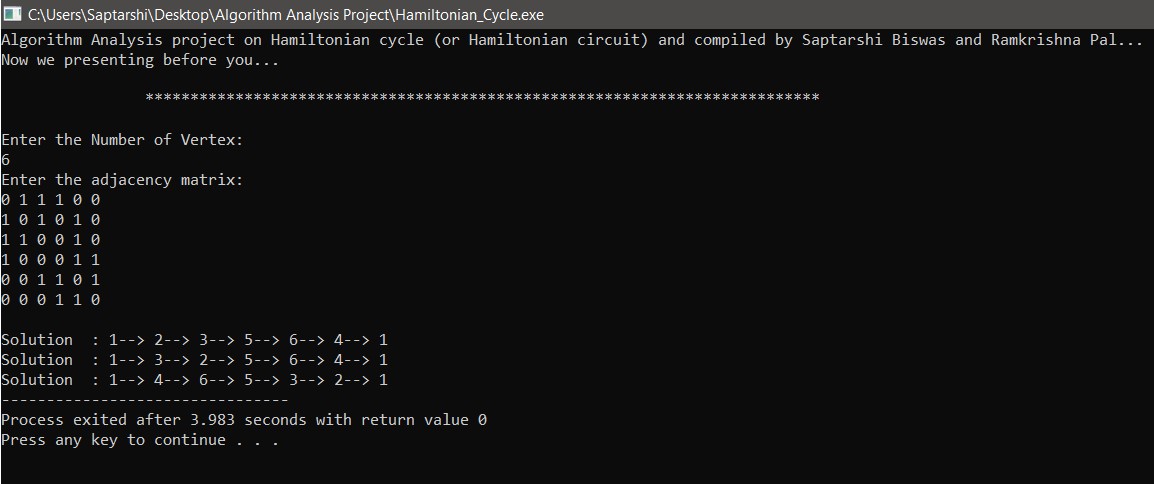 C:\Users\Saptarshi\Desktop\Algorithm Analysis Project\Hamiltonian_Cycle.exe
Algorithm Analysis project on Hamiltonian cycle (or Hamiltonian circuit) and compiled by Saptarshi Biswas and Ramkrishna Pal...
Now we presenting before you...
***************************************************************************
Enter the Number of Vertex:
6
Enter the adjacency matrix:
0 1 1 1 0 0
1 0 1 0 1 0
1 1 0 0 1 0
1 0 0 0 1 1
0 0 1 1 0 1
0 0 0 1 1 0
Solution  : 1--> 2--> 3--> 5--> 6--> 4--> 1
Solution  : 1--> 3--> 2--> 5--> 6--> 4--> 1
Solution  : 1--> 4--> 6--> 5--> 3--> 2--> 1
--------------------------------
Process exited after 3.983 seconds with return value 0
Press any key to continue . . .